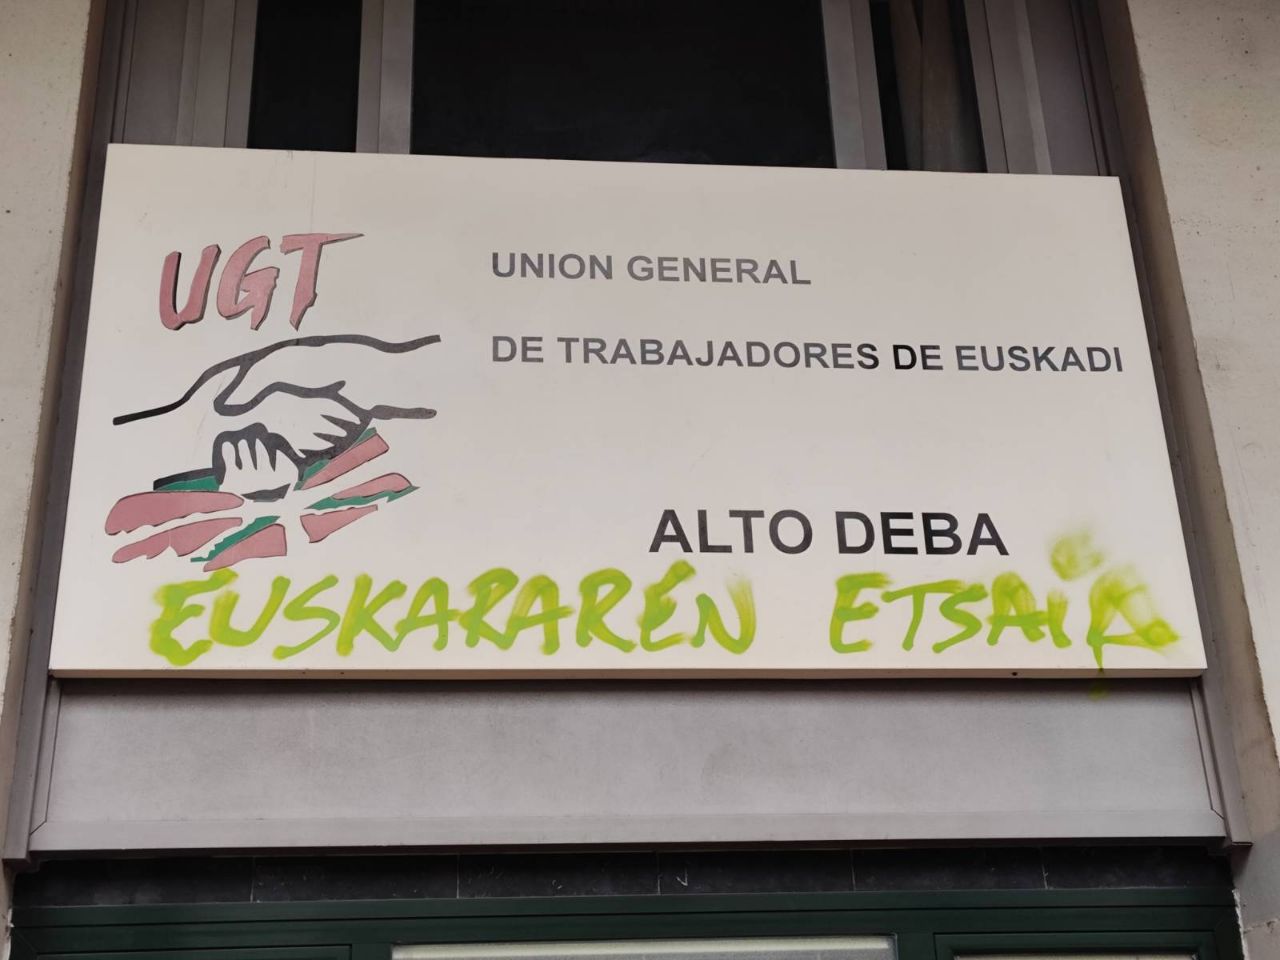 UGT
UNION GENERAL
DE TRABAJADORES DE EUSKADI
ALTO DEBA
EUSKARAREN ETSAIA